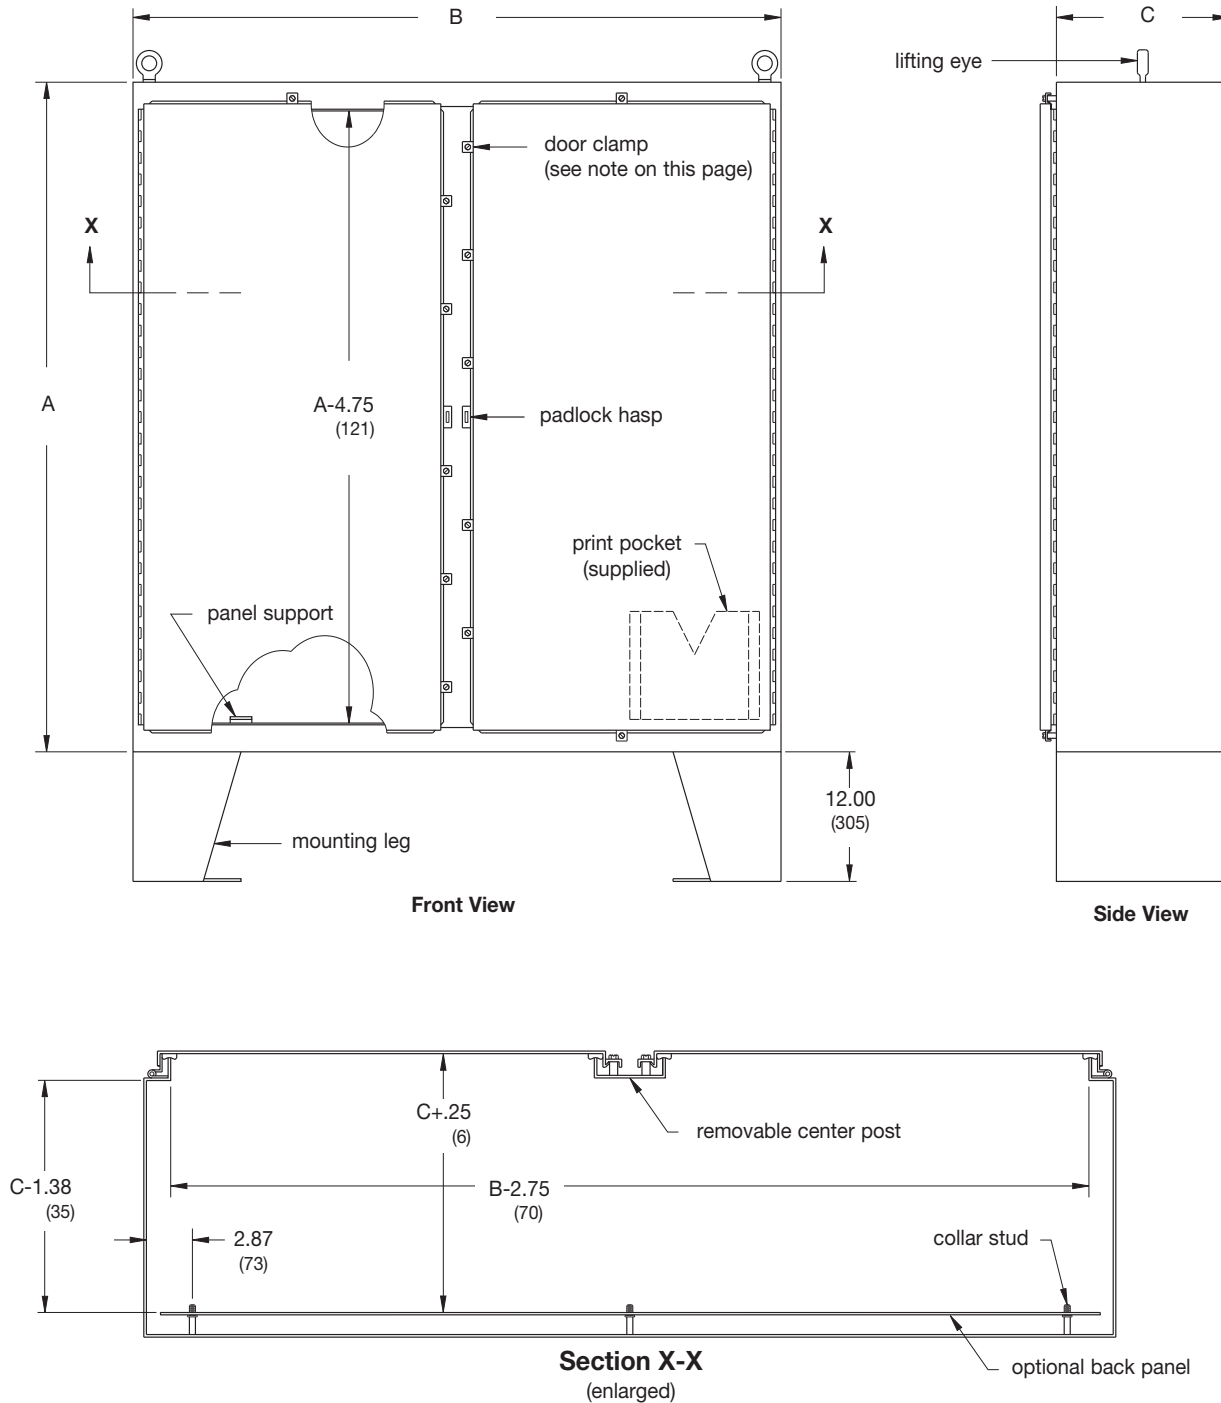 B
C
lifting eye
door clamp
(see note on this page)
X
X
A
A-4.75
(121)
padlock hasp
print pocket
(supplied)
panel support
12.00
(305)
mounting leg
Front View
Side View
C+.25
(6)
removable center post
C-1.38
(35)
B-2.75
(70)
2.87
(73)
collar stud
Section X-X
(enlarged)
optional back panel